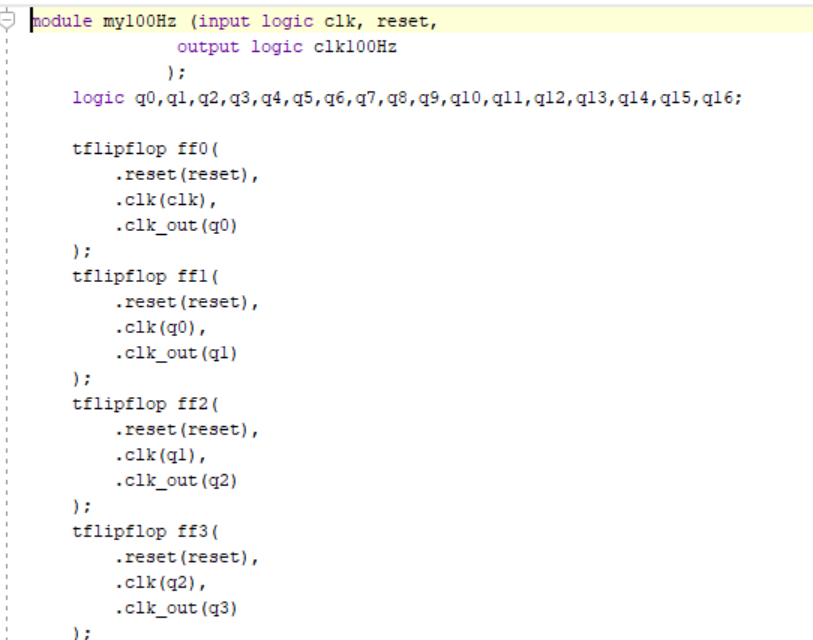 module my100Hz (input logic clk, reset,
output logic clk100Hz
);
logic q0,q1,q2,q3,q4,q5,q6,q7,q8,q9,q10,q11,q12,q13,q14,q15,q16;
tflipflop ff0(
.reset(reset),
.clk(clk),
.clk_out(q0)
);
tflipflop ff1(
.reset(reset),
.clk(q0),
.clk_out(q1)
);
tflipflop ff2(
.reset(reset),
.clk(q1),
.clk_out(q2)
);
tflipflop ff3(
.reset(reset),
.clk(q2),
.clk_out(q3)
);